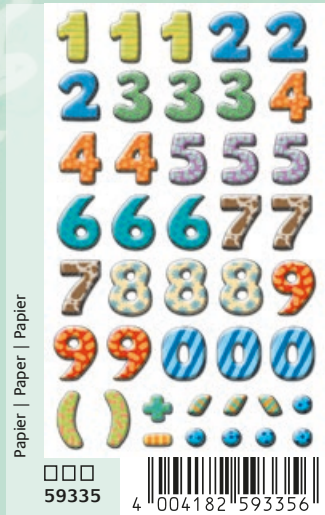 1 1 1 2 2
2 3 3 3 4
4 4 5 5 5
6 6 6 7 7
7 8 8 8 9
9 9 0 0 0
( ) +
-
Papier | Paper | Papier
59335
4 004182 593356